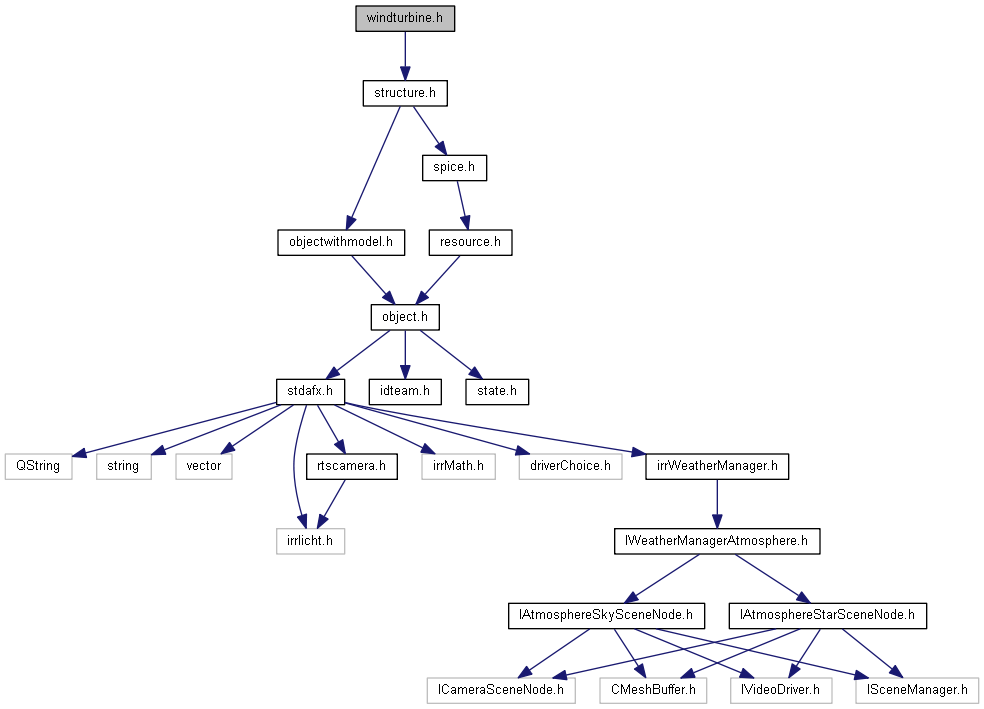 windturbine.h
structure.h
spice.h
objectwithmodel.h
resource.h
object.h
stdafx.h
idteam.h
state.h
QString
string
vector
rtscamera.h
irrMath.h
driverChoice.h
irrWeatherManager.h
irrlicht.h
IWeatherManagerAtmosphere.h
IAtmosphereSkySceneNode.h
IAtmosphereStarSceneNode.h
ICameraSceneNode.h
CMeshBuffer.h
IVideoDriver.h
ISceneManager.h